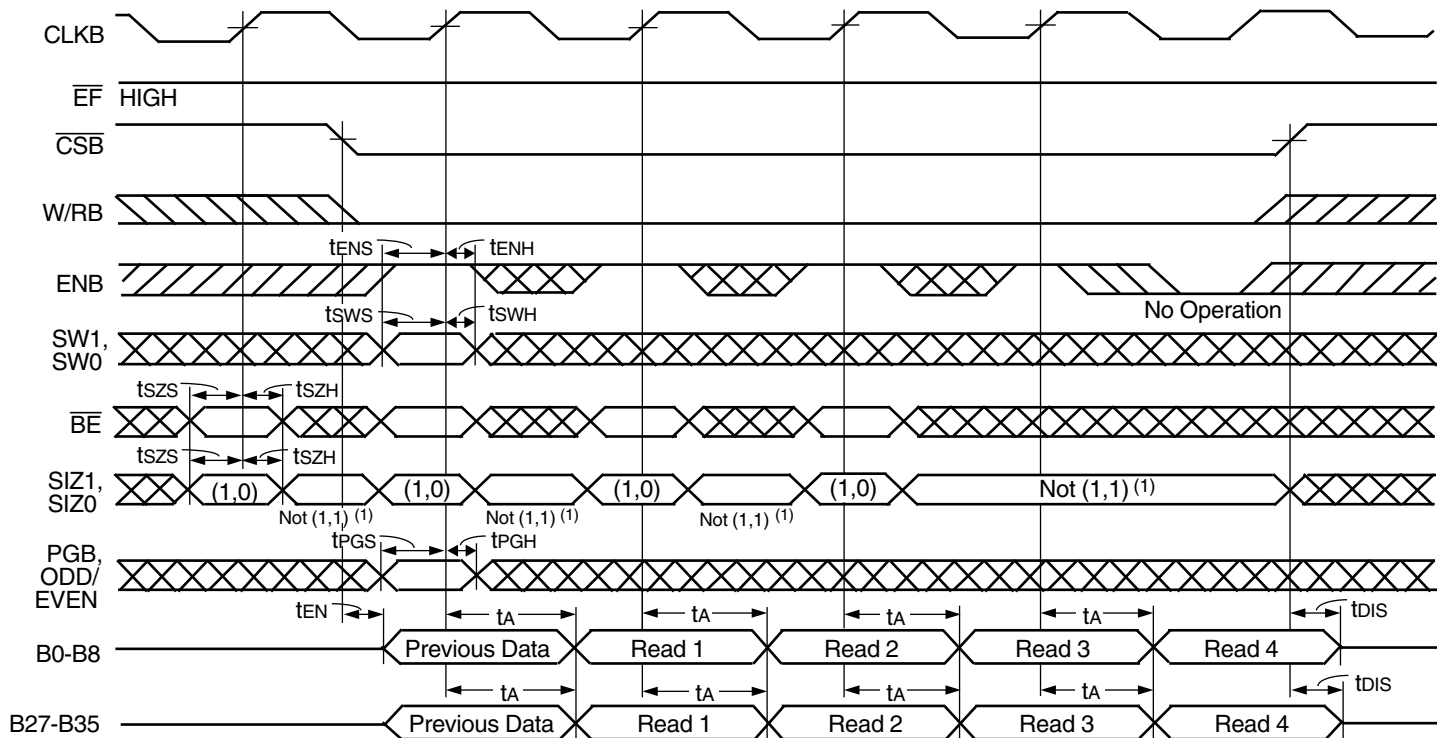 CLKB
EF HIGH
CSB
W/RB
tENS tENH
ENB
No Operation
tSWS tSWH
SW1,
SW0
tSZS tSZH
BE
tSZS tSZH
SIZ1,
SIZ0
(1,0) (1,0) (1,0) (1,0) Not (1,1) (1)
Not (1,1) (1) Not (1,1) (1) Not (1,1) (1)
tPGS tPGH
PGB,
ODD/
EVEN
tEN tA tA tA tA tDIS
B0-B8 Previous Data Read 1 Read 2 Read 3 Read 4
tA tA tA tA tDIS
B27-B35 Previous Data Read 1 Read 2 Read 3 Read 4